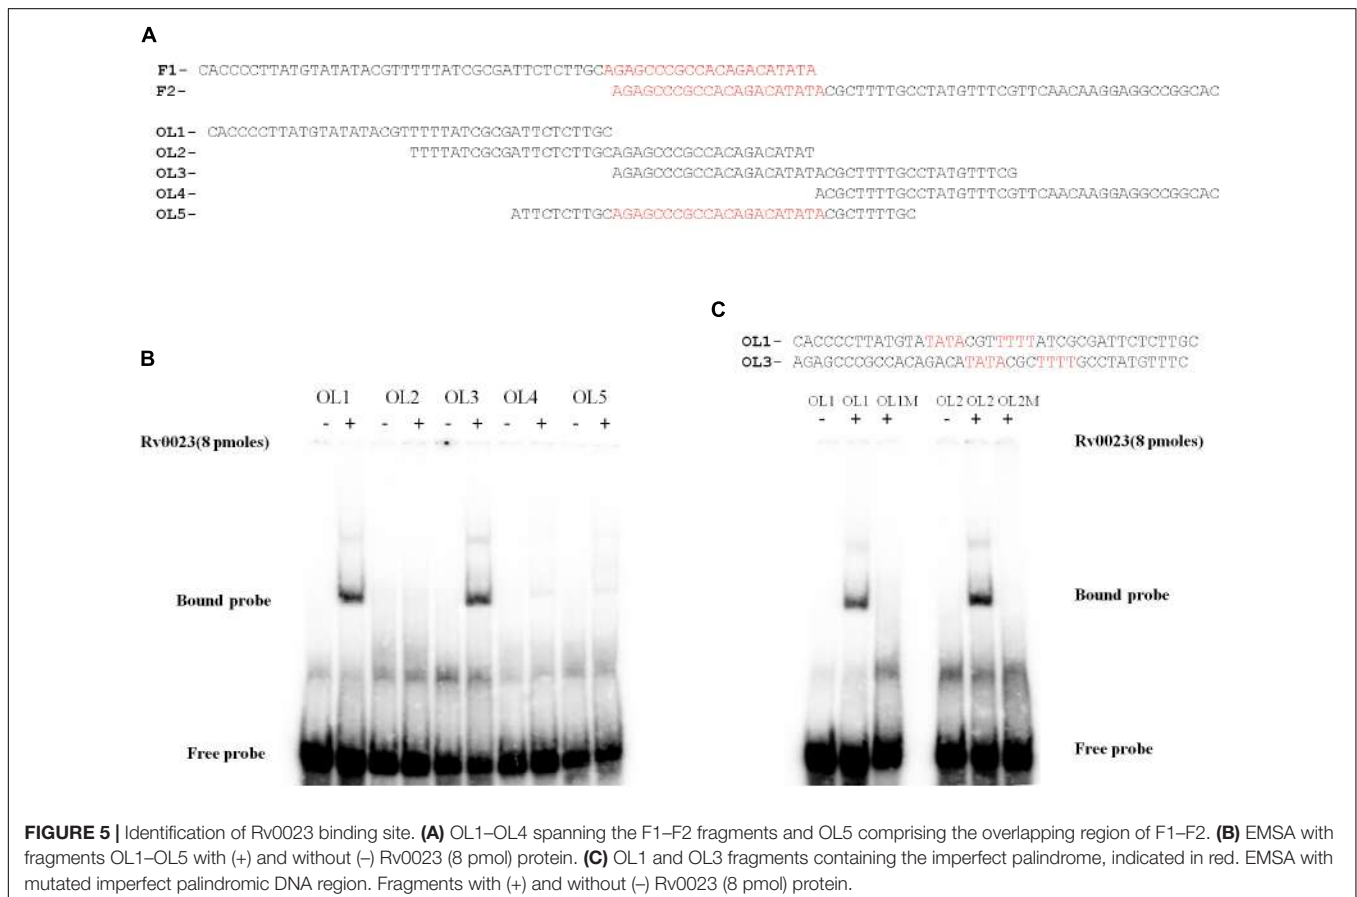 A
F1- CACCCCTTATGTATATACGTTTTTATCGCGATTCTCTTGCAGAGCCCGCCACAGACATATA
F2- AGAGCCCGCCACAGACATATACGCTTTTGCCTATGTTTCGTTCAACAAGGAGGCCGGCAC
OL1- CACCCCTTATGTATATACGTTTTTATCGCGATTCTCTTGC
OL2- TTTTATCGCGATTCTCTTGCAGAGCCCGCCACAGACATAT
OL3- AGAGCCCGCCACAGACATATACGCTTTTGCCTATGTTTCG
OL4- ACGCTTTTGCCTATGTTTCGTTCAACAAGGAGGCCGGCAC
OL5- ATTCTCTTGCAGAGCCCGCCACAGACATATACGCTTTTGC
C
OL1- CACCCCTTATGTATATACGTTTTTATCGCGATTCTCTTGC
OL3- AGAGCCCGCCACAGACATATACGCTTTTGCCTATGTTTC
B
OL1 OL2 OL3 OL4 OL5
- + - + - + - + - +
Rv0023(8 pmoles)
Bound probe
Free probe
OL1 OL1 OL1M OL2 OL2 OL2M
- + + - + +
Rv0023(8 pmoles)
Bound probe
Free probe
FIGURE 5 | Identification of Rv0023 binding site. (A) OL1–OL4 spanning the F1–F2 fragments and OL5 comprising the overlapping region of F1–F2. (B) EMSA with
fragments OL1–OL5 with (+) and without (–) Rv0023 (8 pmol) protein. (C) OL1 and OL3 fragments containing the imperfect palindrome, indicated in red. EMSA with
mutated imperfect palindromic DNA region. Fragments with (+) and without (–) Rv0023 (8 pmol) protein.